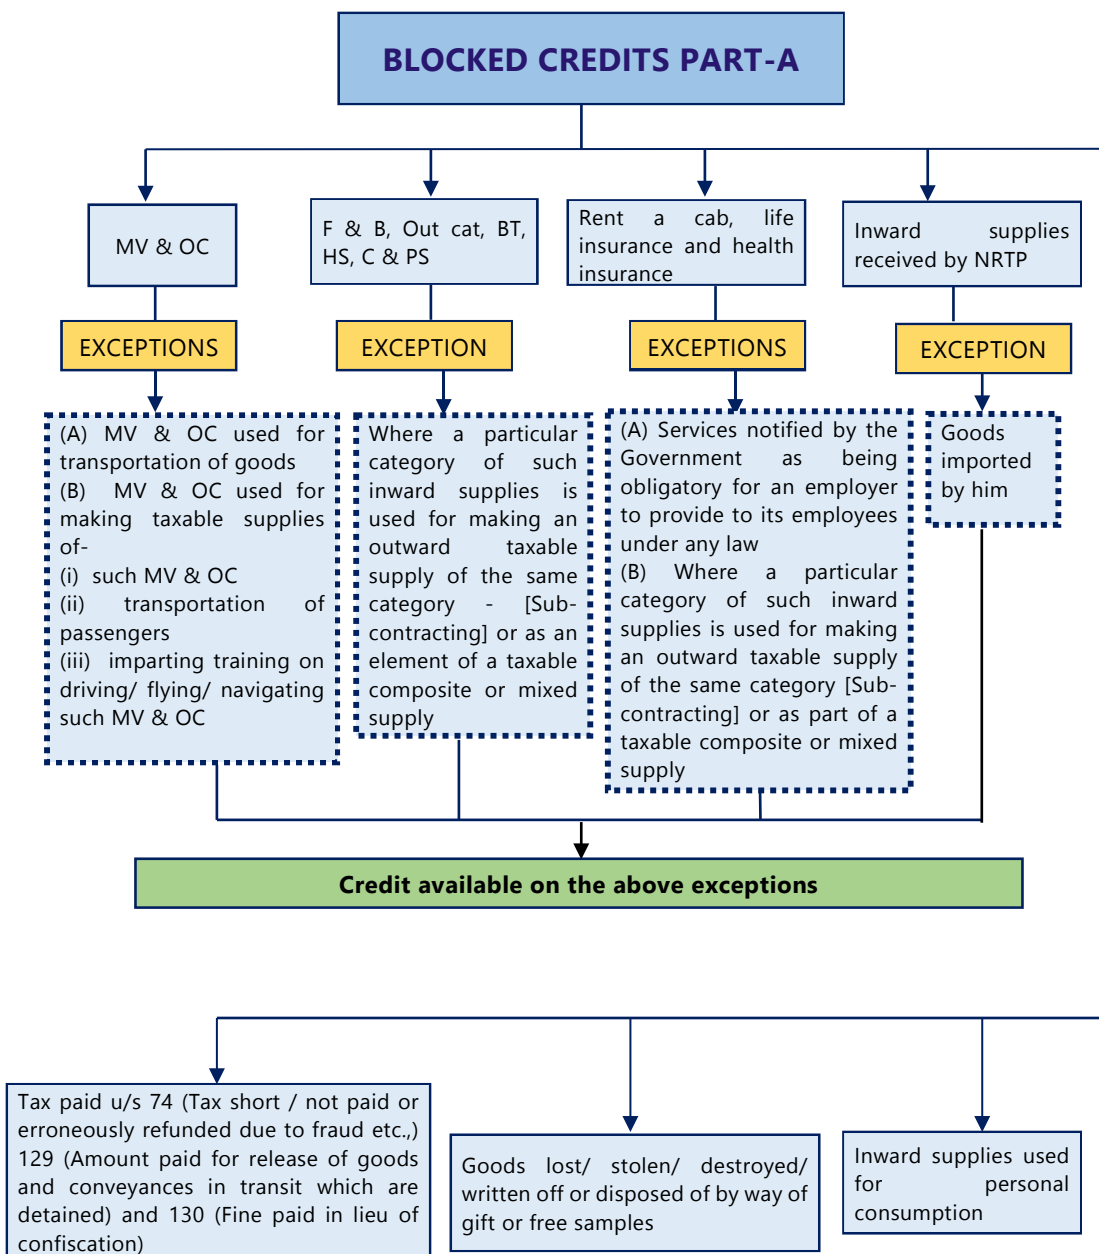 BLOCKED CREDITS PART-A
MV & OC
F & B, Out cat, BT,
HS, C & PS
Rent a cab, life
insurance and health
insurance
Inward supplies
received by NRTP
EXCEPTIONS
EXCEPTION
EXCEPTIONS
EXCEPTION
(A) MV & OC used for
transportation of goods
(B) MV & OC used for
making taxable supplies
of-
(i) such MV & OC
(ii) transportation of
passengers
(iii) imparting training on
driving/ flying/ navigating
such MV & OC
Where a particular
category of such
inward supplies is
used for making an
outward taxable
supply of the same
category - [Sub-
contracting] or as an
element of a taxable
composite or mixed
supply
(A) Services notified by the
Government as being
obligatory for an employer
to provide to its employees
under any law
(B) Where a particular
category of such inward
supplies is used for making
an outward taxable supply
of the same category [Sub-
contracting] or as part of a
taxable composite or mixed
supply
Goods
imported
by him
Credit available on the above exceptions
Tax paid u/s 74 (Tax short / not paid or
erroneously refunded due to fraud etc.,)
129 (Amount paid for release of goods
and conveyances in transit which are
detained) and 130 (Fine paid in lieu of
confiscation)
Goods lost/ stolen/ destroyed/
written off or disposed of by way of
gift or free samples
Inward supplies used
for personal
consumption